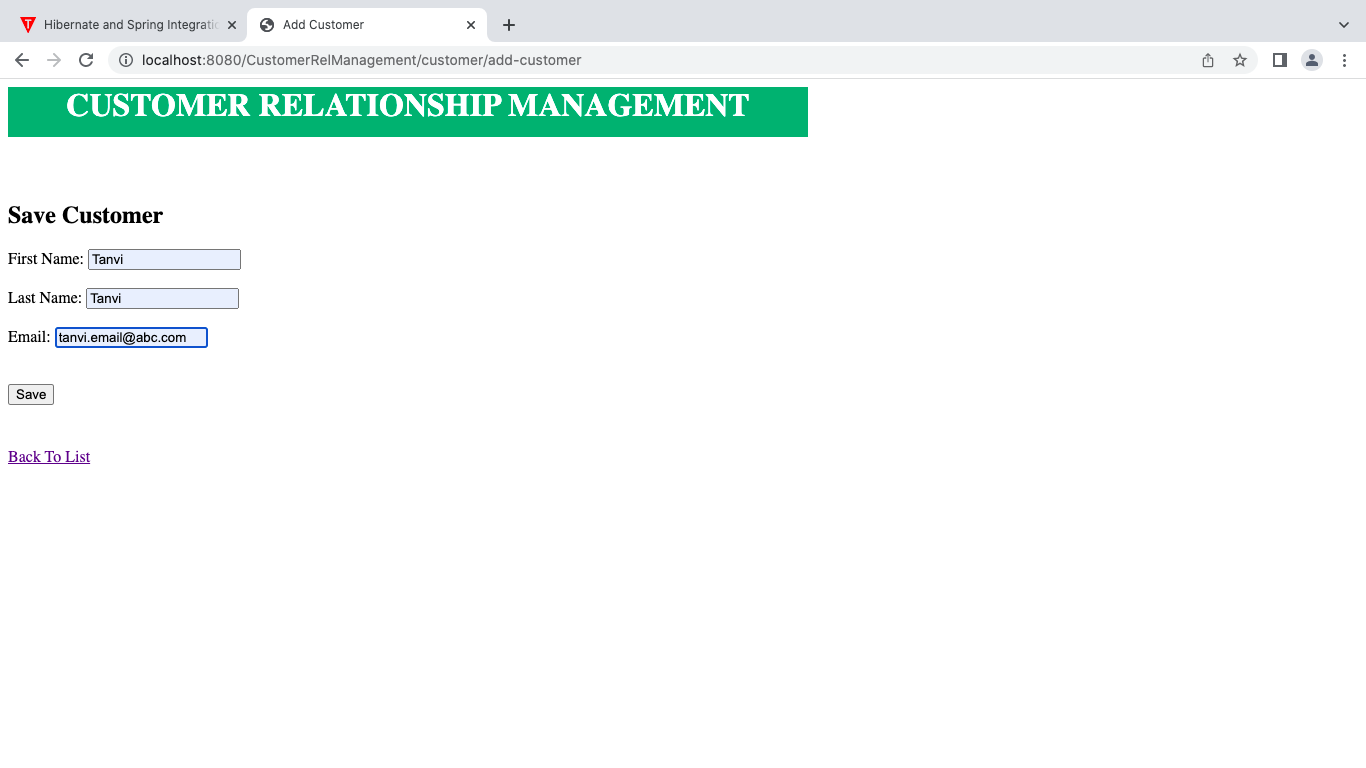 Hibernate and Spring Integratio
Add Customer
localhost:8080/CustomerRelManagement/customer/add-customer
CUSTOMER RELATIONSHIP MANAGEMENT
Save Customer
First Name: Tanvi
Last Name: Tanvi
Email: tanvi.email@abc.com
Save
Back To List